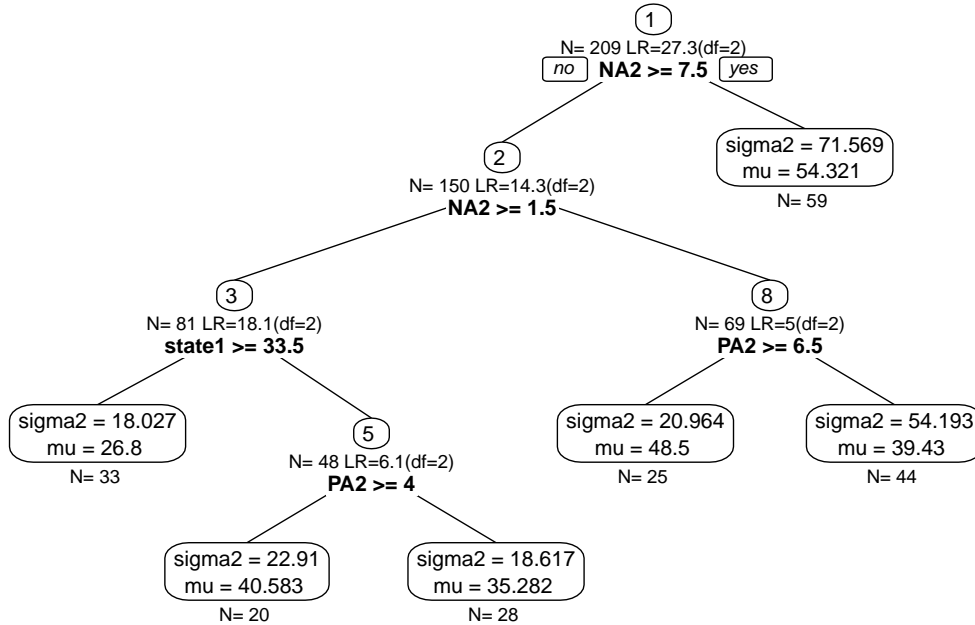 1
N= 209 LR=27.3(df=2)
no NA2 >= 7.5 yes
sigma2 = 71.569
mu = 54.321
N= 59
2
N= 150 LR=14.3(df=2)
NA2 >= 1.5
3
N= 81 LR=18.1(df=2)
state1 >= 33.5
8
N= 69 LR=5(df=2)
PA2 >= 6.5
sigma2 = 18.027
mu = 26.8
N= 33
5
N= 48 LR=6.1(df=2)
PA2 >= 4
sigma2 = 20.964
mu = 48.5
N= 25
sigma2 = 54.193
mu = 39.43
N= 44
sigma2 = 22.91
mu = 40.583
N= 20
sigma2 = 18.617
mu = 35.282
N= 28